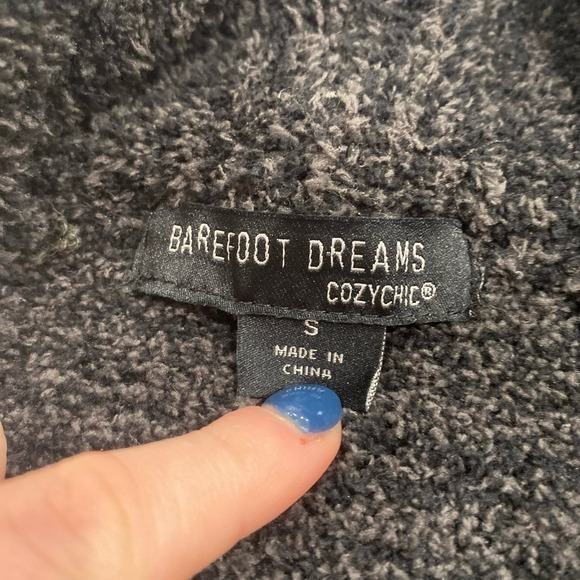 BAREFOOT DREAMS
COZYCHIC®
S
MADE IN
CHINA